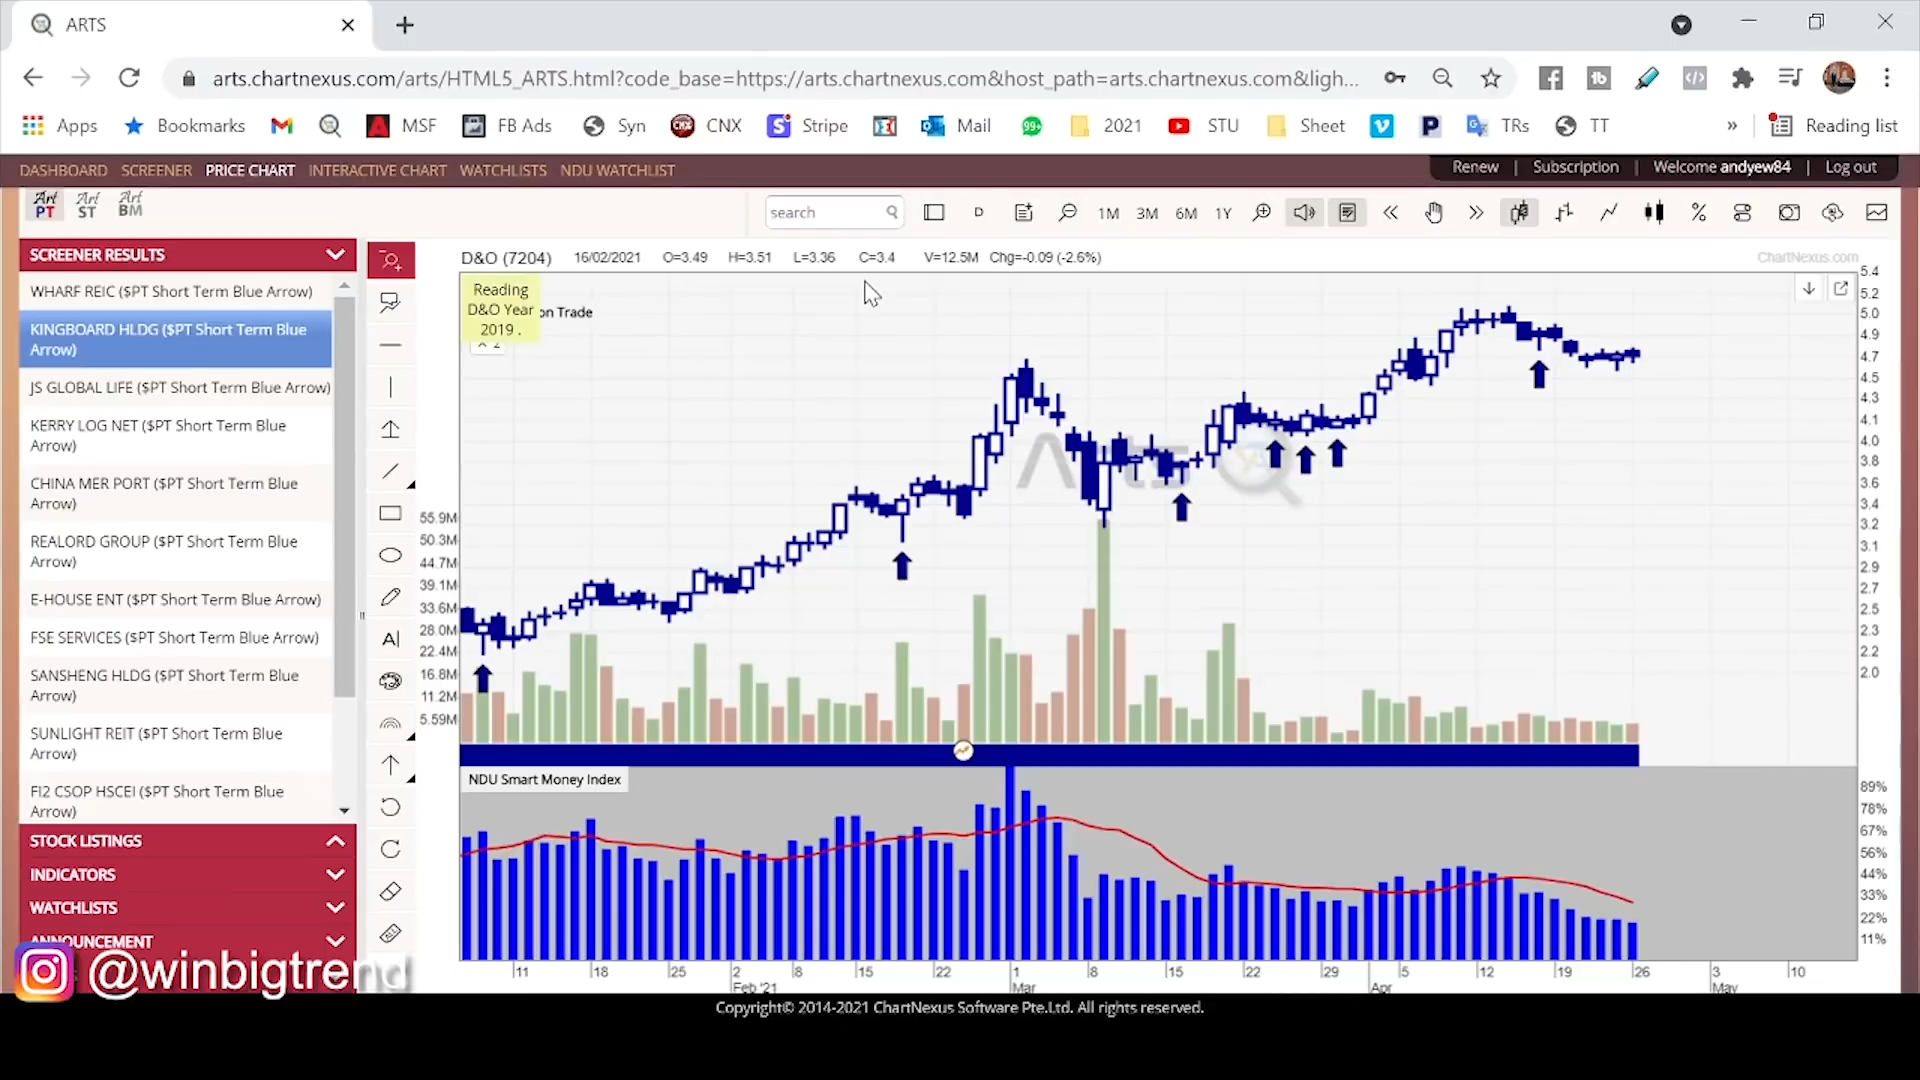 ARTS
arts.chartnexus.com/arts/HTML5_ARTS.html?code_base=https://arts.chartnexus.com&host_path=arts.chartnexus.com&ligh...
Apps Bookmarks MSF FB Ads Syn CNX Stripe Mail 99+ 2021 STU Sheet TRs TT » Reading list
DASHBOARD SCREENER PRICE CHART INTERACTIVE CHART WATCHLISTS NDU WATCHLIST Renew | Subscription | Welcome andyew84 | Log out
Art PT Art ST Art BM
search D 1M 3M 6M 1Y
SCREENER RESULTS
WHARF REIC ($PT Short Term Blue Arrow)
KINGBOARD HLDG ($PT Short Term Blue
Arrow)
JS GLOBAL LIFE ($PT Short Term Blue Arrow)
KERRY LOG NET ($PT Short Term Blue
Arrow)
CHINA MER PORT ($PT Short Term Blue
Arrow)
REALORD GROUP ($PT Short Term Blue
Arrow)
E-HOUSE ENT ($PT Short Term Blue Arrow)
FSE SERVICES ($PT Short Term Blue Arrow)
SANSHENG HLDG ($PT Short Term Blue
Arrow)
SUNLIGHT REIT ($PT Short Term Blue
Arrow)
FI2 CSOP HSCEI ($PT Short Term Blue
Arrow)
STOCK LISTINGS
INDICATORS
WATCHLISTS
ANNOUNCEMENT
@winbigtrend
D&O (7204) 16/02/2021 O=3.49 H=3.51 L=3.36 C=3.4 V=12.5M Chg=-0.09 (-2.6%)
ChartNexus.com
Reading
D&O Year
2019 .
on Trade
2
Arts
5.4
5.2
5.0
4.9
4.7
4.5
4.3
4.1
4.0
3.8
3.6
3.4
3.2
3.1
2.9
2.7
2.5
2.3
2.2
2.0
55.9M
50.3M
44.7M
39.1M
33.6M
28.0M
22.4M
16.8M
11.2M
5.59M
NDU Smart Money Index
89%
78%
67%
56%
44%
33%
22%
11%
11 18 25 2 8 15 22 1 8 15 22 29 5 12 19 26 3 10
Feb '21 Mar Apr May
Copyright© 2014-2021 ChartNexus Software Pte.Ltd. All rights reserved.